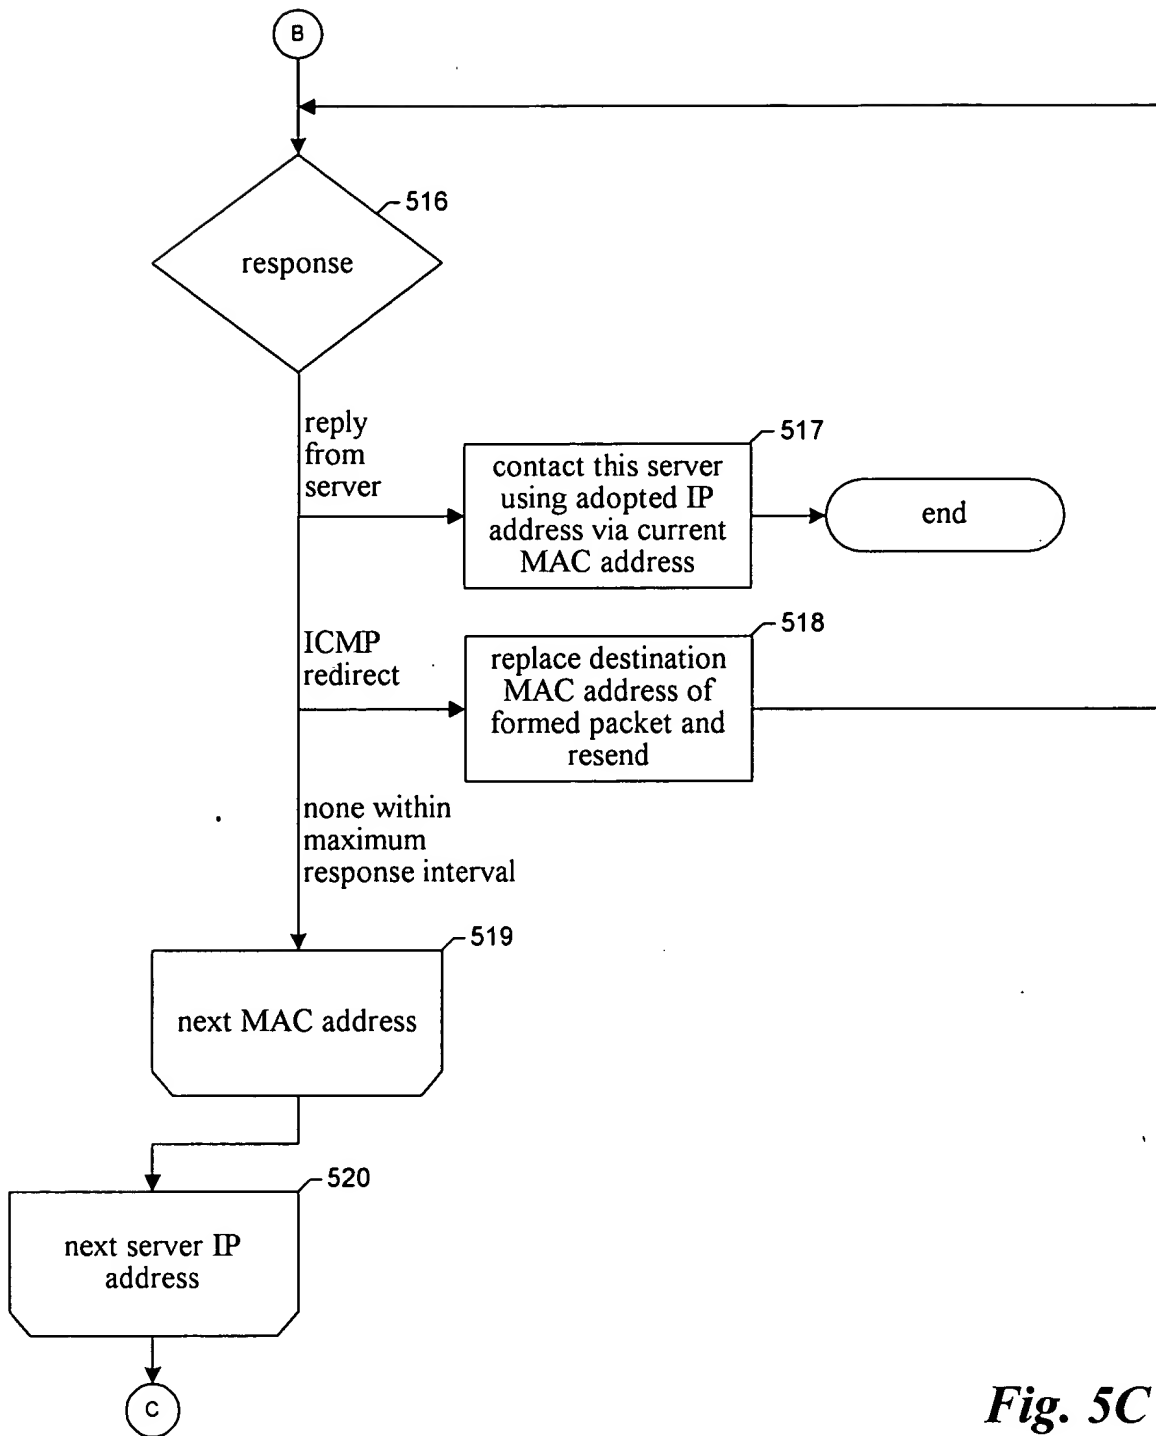 B
516
response
reply
from
server
517
contact this server
using adopted IP
address via current
MAC address
end
ICMP
redirect
518
replace destination
MAC address of
formed packet and
resend
none within
maximum
response interval
519
next MAC address
520
next server IP
address
C
Fig. 5C